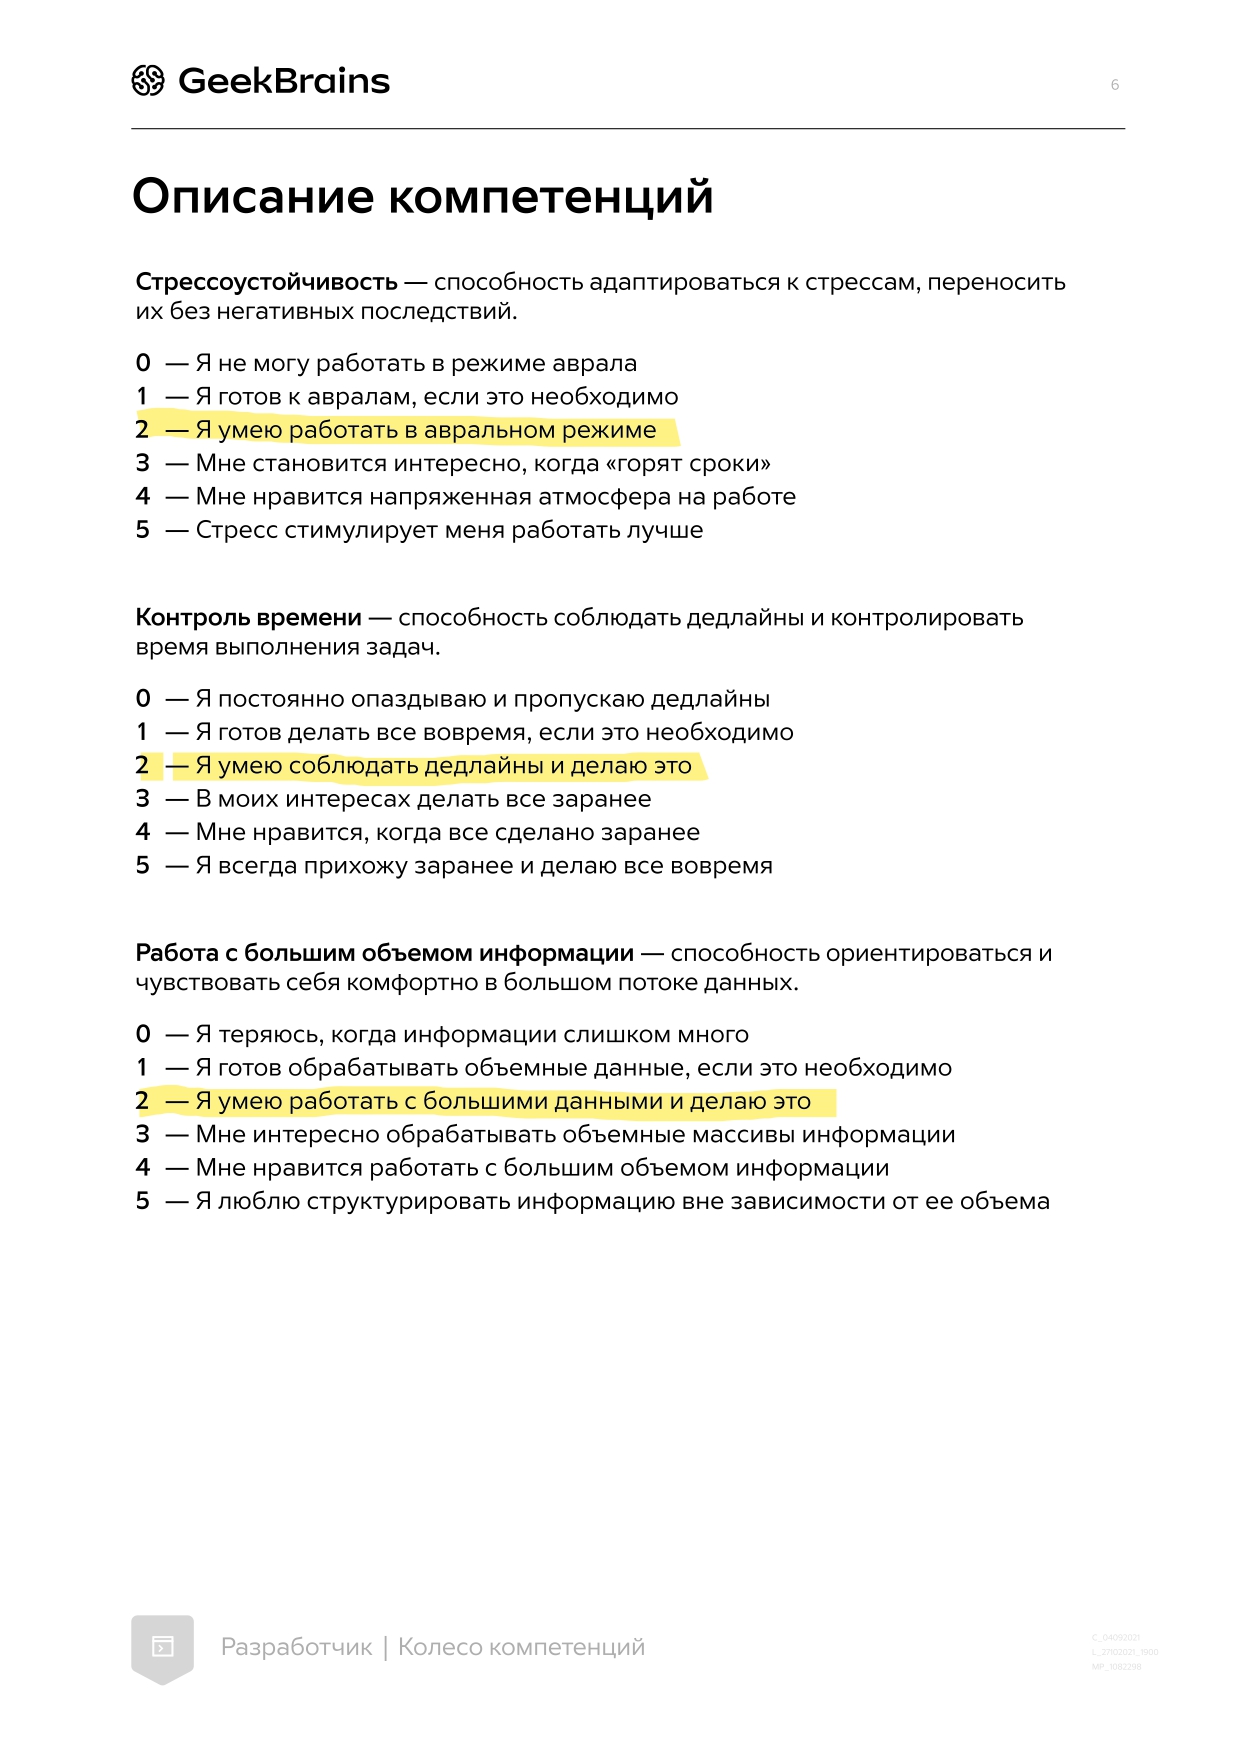 GeekBrains
6
Описание компетенций
Стрессоустойчивость — способность адаптироваться к стрессам, переносить
их без негативных последствий.
0 — Я не могу работать в режиме аврала
1 — Я готов к авралам, если это необходимо
2 — Я умею работать в авральном режиме
3 — Мне становится интересно, когда «горят сроки»
4 — Мне нравится напряженная атмосфера на работе
5 — Стресс стимулирует меня работать лучше
Контроль времени — способность соблюдать дедлайны и контролировать
время выполнения задач.
0 — Я постоянно опаздываю и пропускаю дедлайны
1 — Я готов делать все вовремя, если это необходимо
2 — Я умею соблюдать дедлайны и делаю это
3 — В моих интересах делать все заранее
4 — Мне нравится, когда все сделано заранее
5 — Я всегда прихожу заранее и делаю все вовремя
Работа с большим объемом информации — способность ориентироваться и
чувствовать себя комфортно в большом потоке данных.
0 — Я теряюсь, когда информации слишком много
1 — Я готов обрабатывать объемные данные, если это необходимо
2 — Я умею работать с большими данными и делаю это
3 — Мне интересно обрабатывать объемные массивы информации
4 — Мне нравится работать с большим объемом информации
5 — Я люблю структурировать информацию вне зависимости от ее объема
Разработчик | Колесо компетенций
C_04092021
L_27102021_1900
MP_1092298